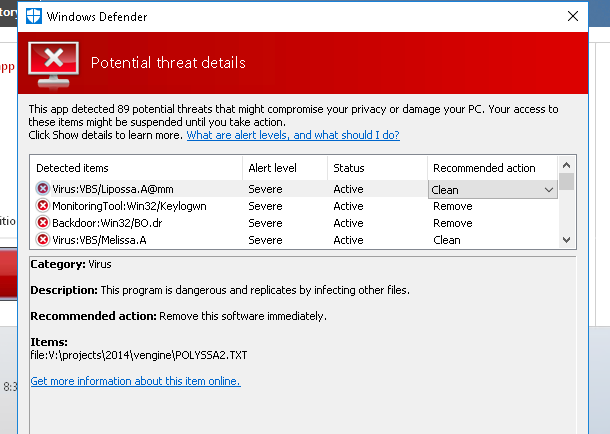 Windows Defender
tory
app
Potential threat details
This app detected 89 potential threats that might compromise your privacy or damage your PC. Your access to
these items might be suspended until you take action.
Click Show details to learn more. What are alert levels, and what should I do?
Detected items Alert level Status Recommended action
Virus:VBS/Lipossa.A@mm Severe Active Clean
MonitoringTool:Win32/Keylogwn Severe Active Remove
Backdoor:Win32/BO.dr Severe Active Remove
Virus:VBS/Melissa.A Severe Active Clean
itio
Category: Virus
Description: This program is dangerous and replicates by infecting other files.
Recommended action: Remove this software immediately.
Items:
file:V:\projects\2014\vengine\POLYSSA2.TXT
Get more information about this item online.
8:3